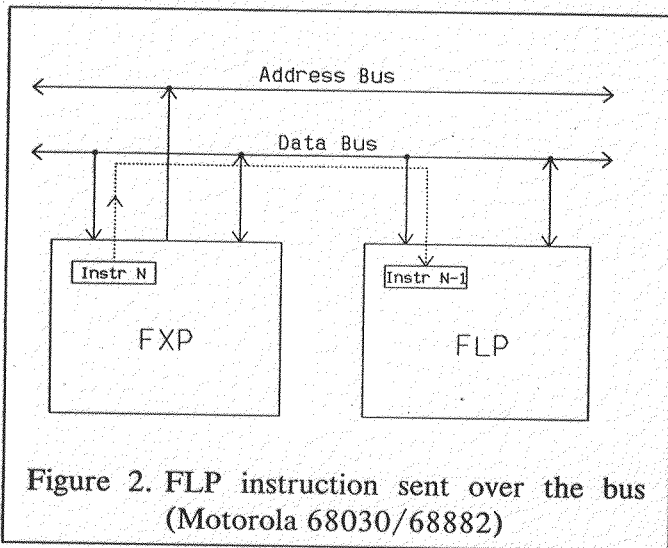 Address Bus
Data Bus
Instr N
Instr N-1
FXP
FLP
Figure 2. FLP instruction sent over the bus
(Motorola 68030/68882)